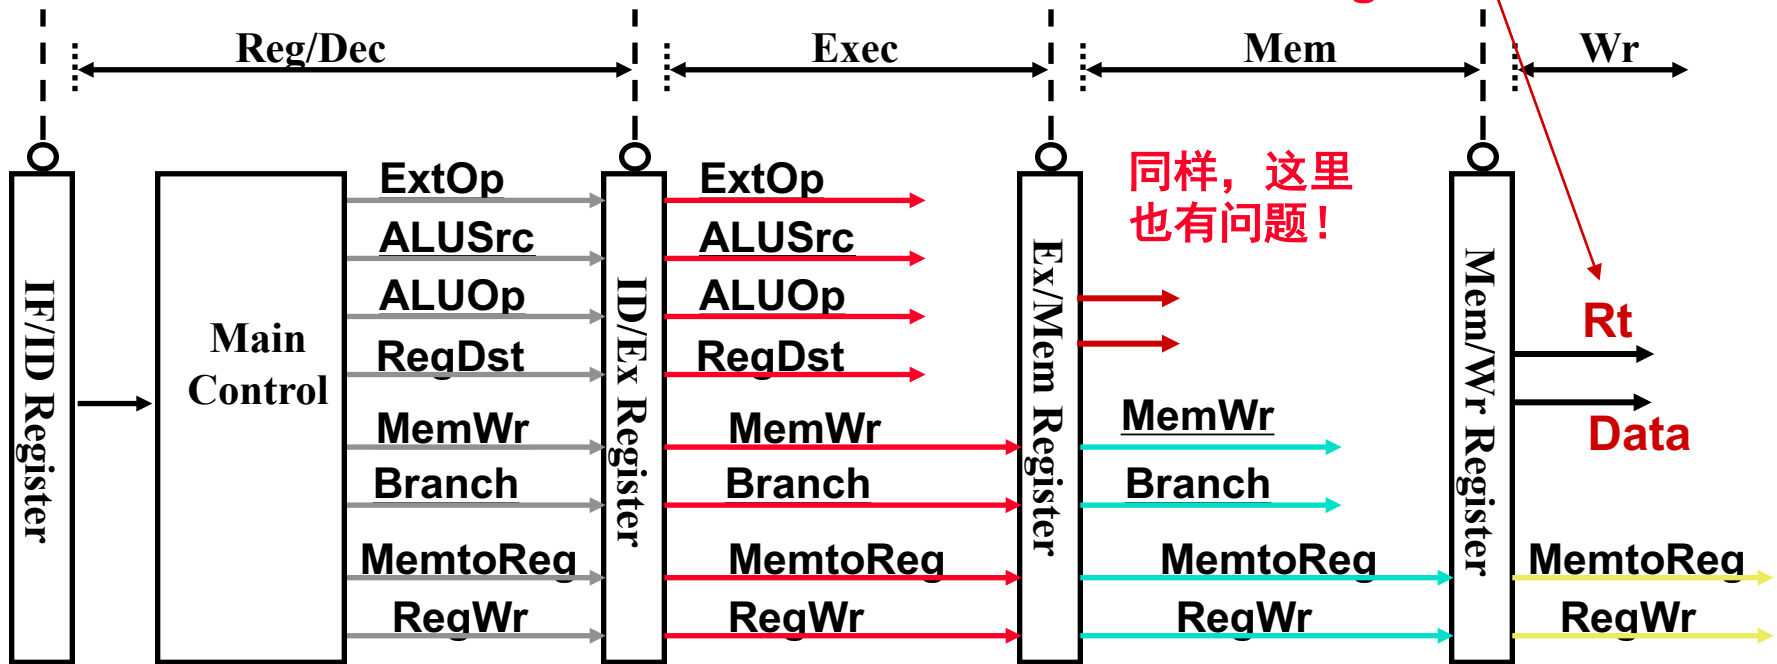 Reg/Dec
Exec
Mem
Wr
同样，这里
也有问题！
ExtOp
ALUSrc
ALUOp
RegDst
MemWr
Branch
MemtoReg
RegWr
ExtOp
ALUSrc
ALUOp
RegDst
MemWr
Branch
MemtoReg
RegWr
MemWr
Branch
MemtoReg
RegWr
Rt
Data
MemtoReg
RegWr
IF/ID Register
Main
Control
ID/Ex Register
Ex/Mem Register
Mem/Wr Register